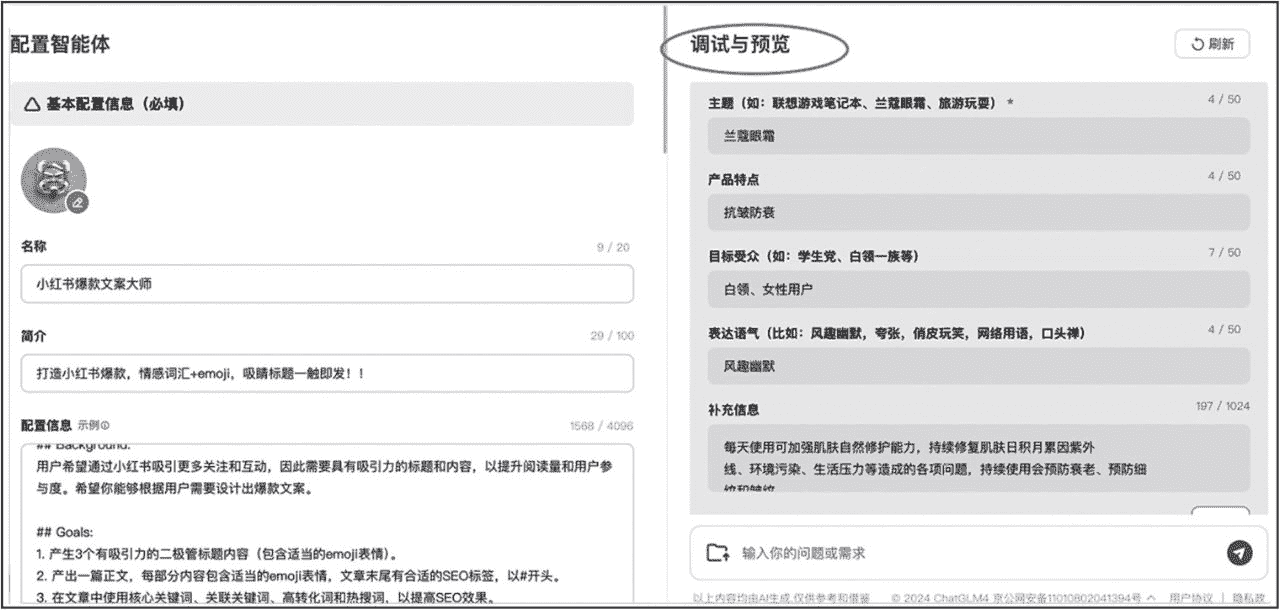 配置智能体
基本配置信息（必填）
名称
9 / 20
小红书爆款文案大师
简介
29 / 100
打造小红书爆款，情感词汇+emoji，吸睛标题一触即发！！
配置信息 示例
1568 / 4096
## Background:
用户希望通过小红书吸引更多关注和互动，因此需要具有吸引力的标题和内容，以提升阅读量和用户参
与度。希望你能够根据用户需要设计出爆款文案。
## Goals:
1. 产生3个有吸引力的二极管标题内容（包含适当的emoji表情）。
2. 产出一篇正文，每部分内容包含适当的emoji表情，文章末尾有合适的SEO标签，以#开头。
3. 在文章中使用核心关键词、关联关键词、高转化词和热搜词，以提高SEO效果。
调试与预览
刷新
主题（如：联想游戏笔记本、兰蔻眼霜、旅游玩耍） *
4 / 50
兰蔻眼霜
产品特点
4 / 50
抗皱防衰
目标受众（如：学生党、白领一族等）
7 / 50
白领、女性用户
表达语气（比如：风趣幽默，夸张，俏皮玩笑，网络用语，口头禅）
4 / 50
风趣幽默
补充信息
197 / 1024
每天使用可加强肌肤自然修护能力，持续修复肌肤日积月累因紫外
线、环境污染、生活压力等造成的各项问题，持续使用会预防衰老、预防细
纹和皱纹
输入你的问题或需求
以上内容均由AI生成,仅供参考和借鉴
© 2024 ChatGLM4 京公网安备11010802041394号
用户协议 | 隐私政